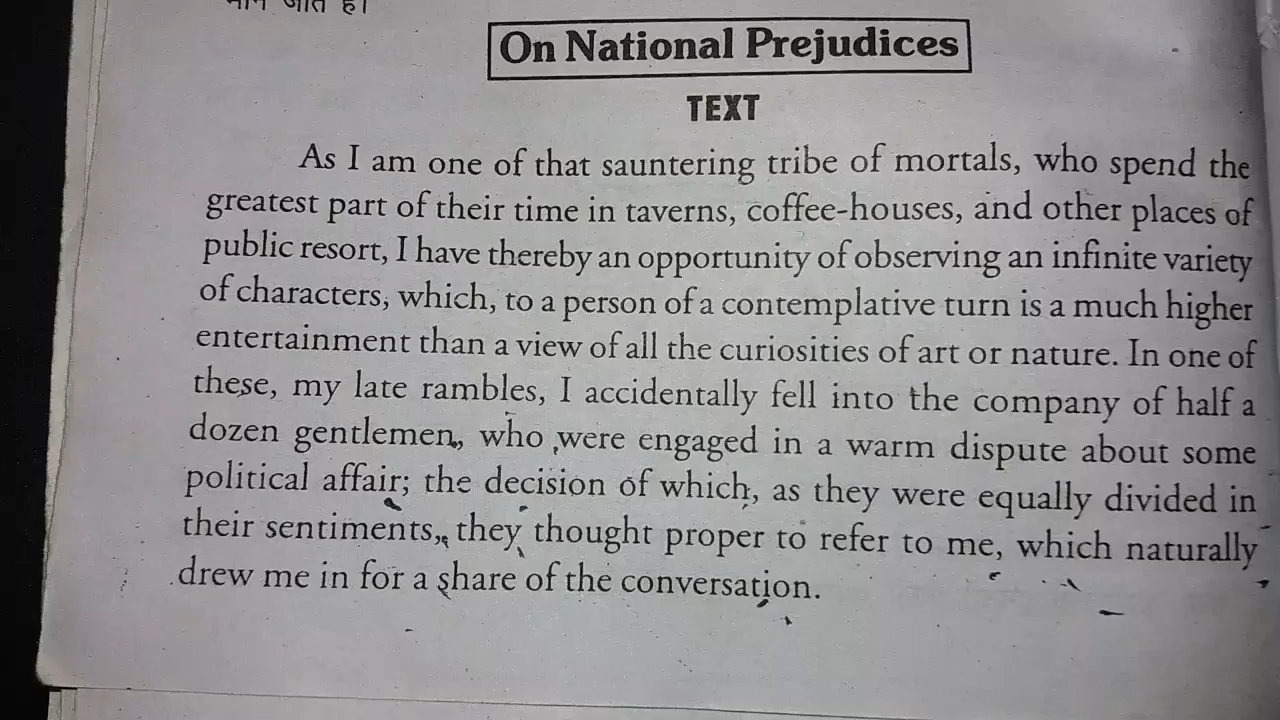 On National Prejudices
TEXT
As I am one of that sauntering tribe of mortals, who spend the
greatest part of their time in taverns, coffee-houses, and other places of
public resort, I have thereby an opportunity of observing an infinite variety
of characters, which, to a person of a contemplative turn is a much higher
entertainment than a view of all the curiosities of art or nature. In one of
these, my late rambles, I accidentally fell into the company of half a
dozen gentlemen, who were engaged in a warm dispute about some
political affair; the decision of which, as they were equally divided in
their sentiments, they thought proper to refer to me, which naturally
drew me in for a share of the conversation.